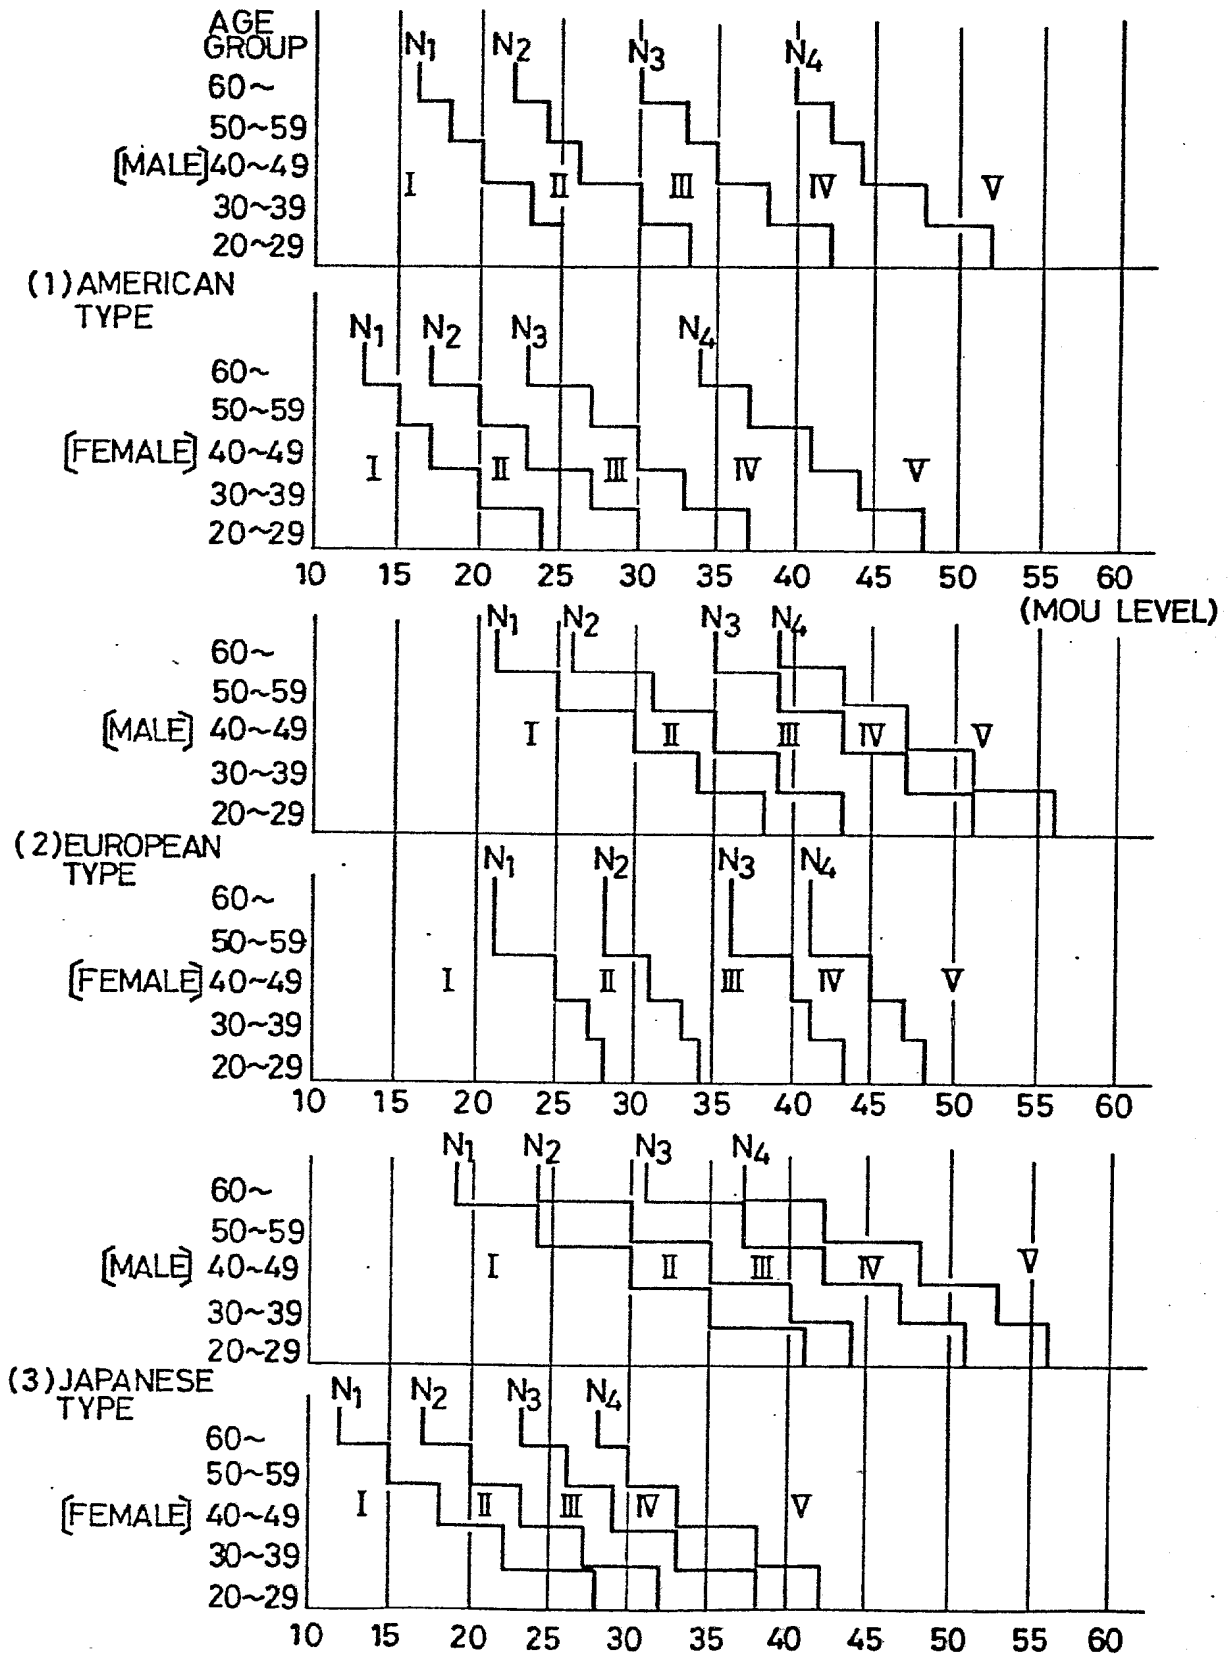 AGE
GROUP
N1 N2 N3 N4
60~
50~59
[MALE] 40~49
I II III IV V
30~39
20~29
(1) AMERICAN
TYPE
N1 N2 N3 N4
60~
50~59
[FEMALE] 40~49
I II III IV V
30~39
20~29
10 15 20 25 30 35 40 45 50 55 60
(MOU LEVEL)
N1 N2 N3 N4
60~
50~59
[MALE] 40~49 I II III IV V
30~39
20~29
(2) EUROPEAN
TYPE
N1 N2 N3 N4
60~
50~59
[FEMALE] 40~49 I II III IV V
30~39
20~29
10 15 20 25 30 35 40 45 50 55 60
N1 N2 N3 N4
60~
50~59
[MALE] 40~49 I II III IV V
30~39
20~29
(3) JAPANESE
TYPE
N1 N2 N3 N4
60~
50~59
[FEMALE] 40~49 I II III IV V
30~39
20~29
10 15 20 25 30 35 40 45 50 55 60